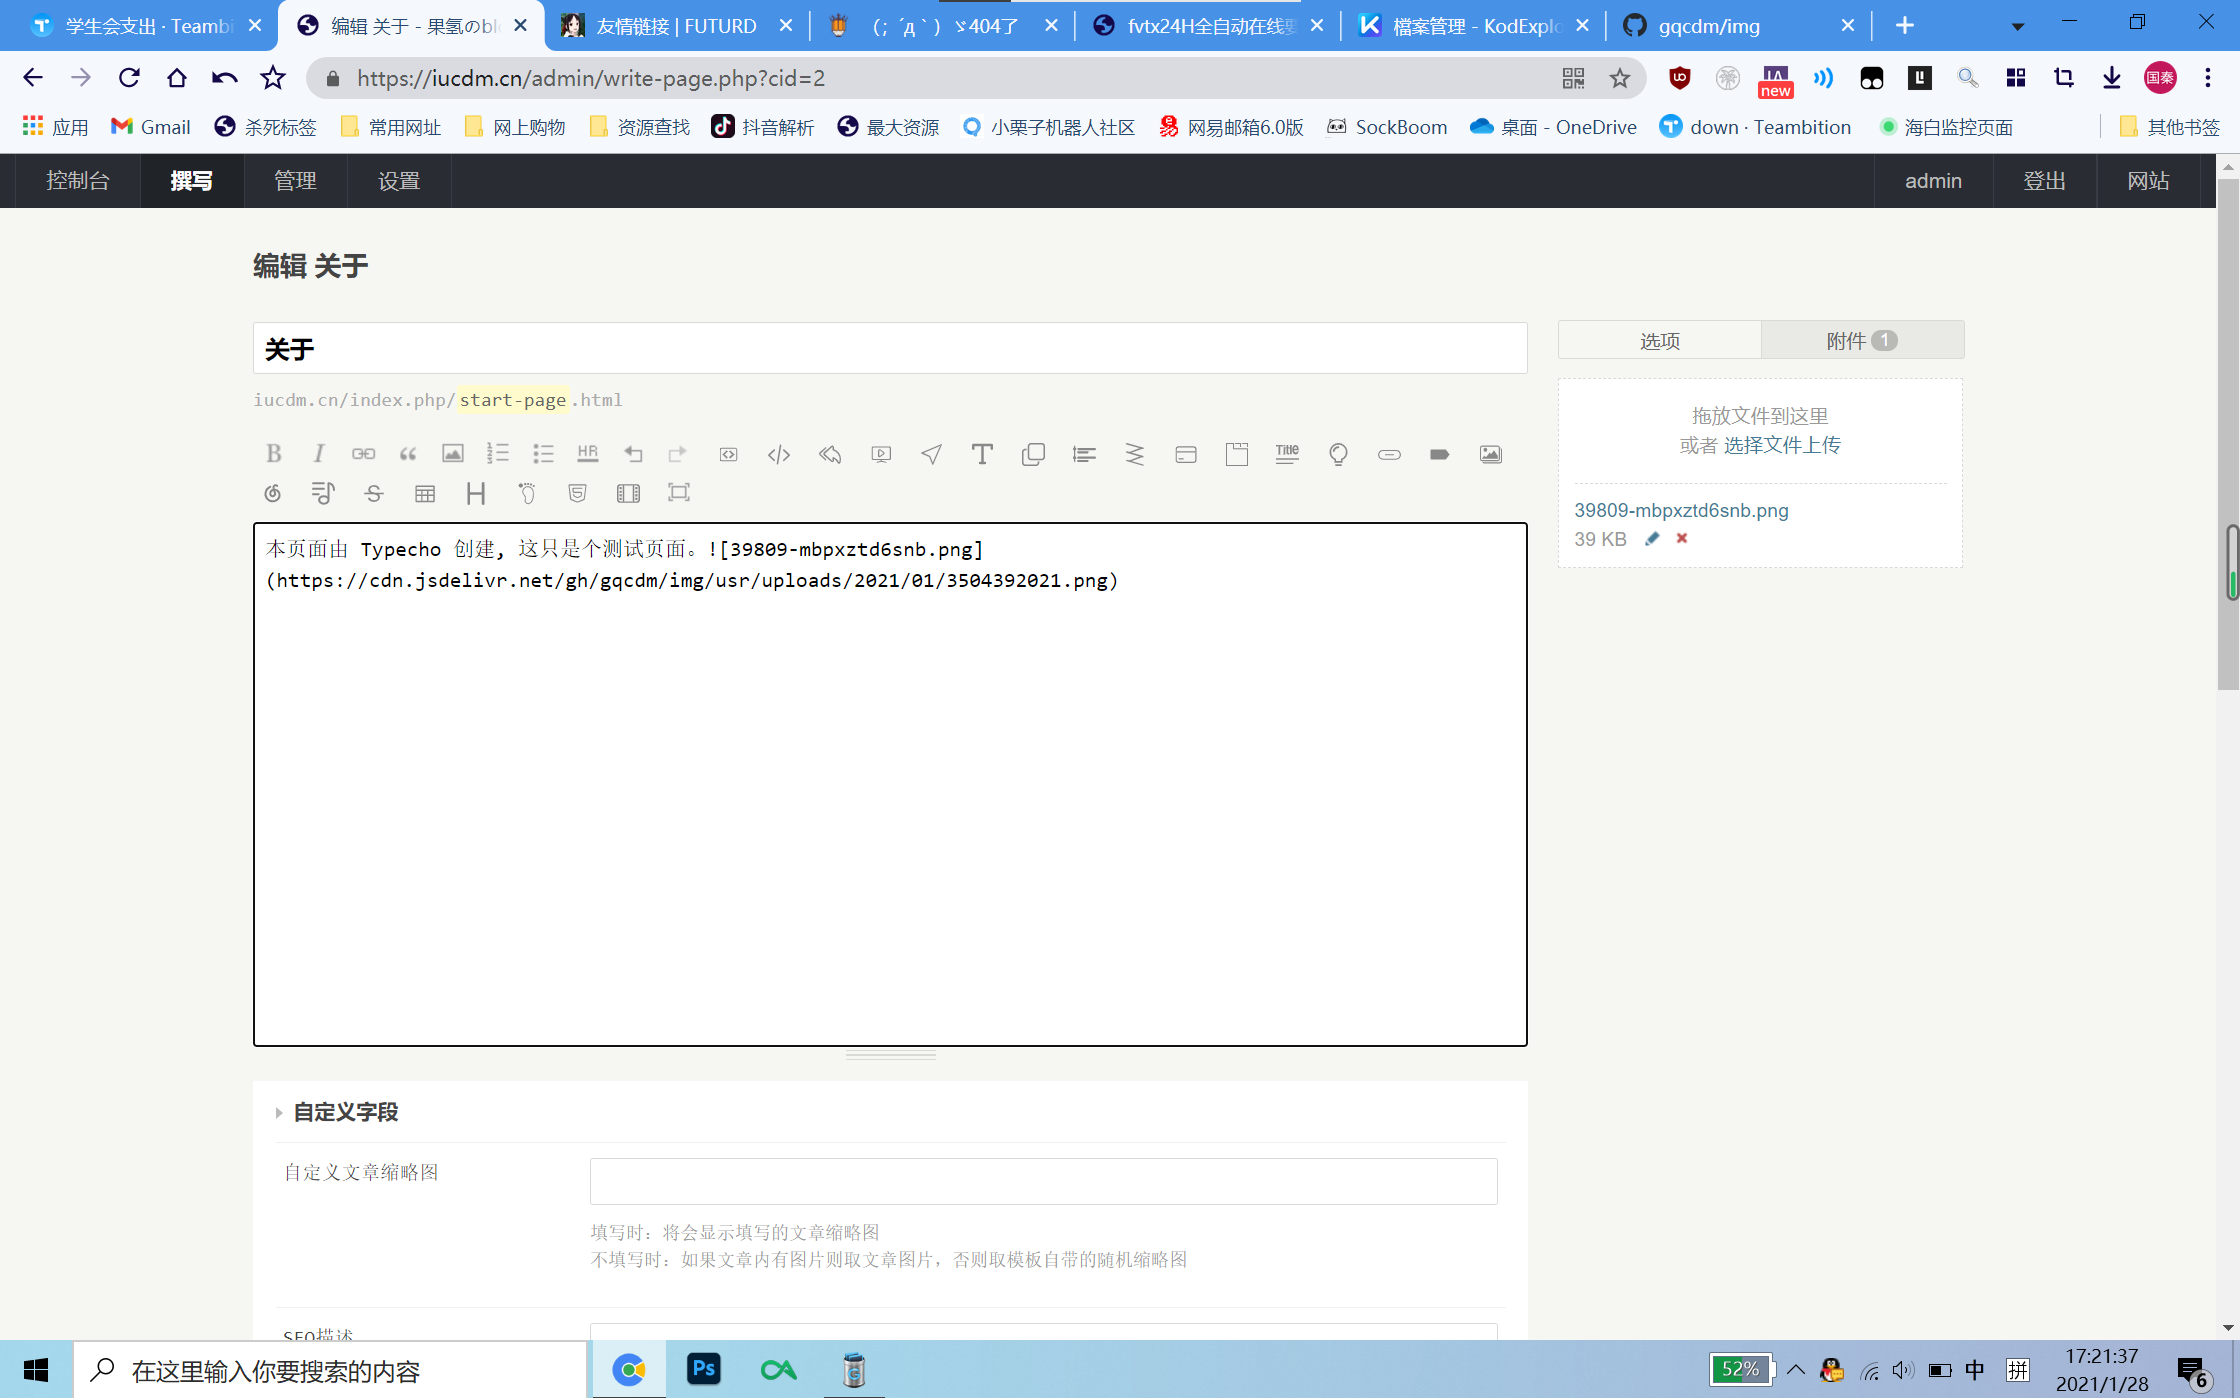 学生会支出 · Teambi
编辑 关于 - 果氢のbl
友情链接 | FUTURD
(; ´д｀) ゞ404了
fvtx24H全自动在线要
檔案管理 - KodExplo
gqcdm/img
https://iucdm.cn/admin/write-page.php?cid=2
new
国秦
应用
Gmail
杀死标签
常用网址
网上购物
资源查找
抖音解析
最大资源
小栗子机器人社区
网易邮箱6.0版
SockBoom
桌面 - OneDrive
down · Teambition
海白监控页面
其他书签
控制台
撰写
管理
设置
admin
登出
网站
编辑 关于
关于
选项
附件 1
iucdm.cn/index.php/start-page.html
拖放文件到这里
或者 选择文件上传
B I HR Title
H
39809-mbpxztd6snb.png
39 KB
本页面由 Typecho 创建, 这只是个测试页面。![39809-mbpxztd6snb.png]
(https://cdn.jsdelivr.net/gh/gqcdm/img/usr/uploads/2021/01/3504392021.png)
自定义字段
自定义文章缩略图
填写时：将会显示填写的文章缩略图
不填写时：如果文章内有图片则取文章图片，否则取模板自带的随机缩略图
SEO描述
在这里输入你要搜索的内容
Ps
52%
中
拼
17:21:37
2021/1/28
6